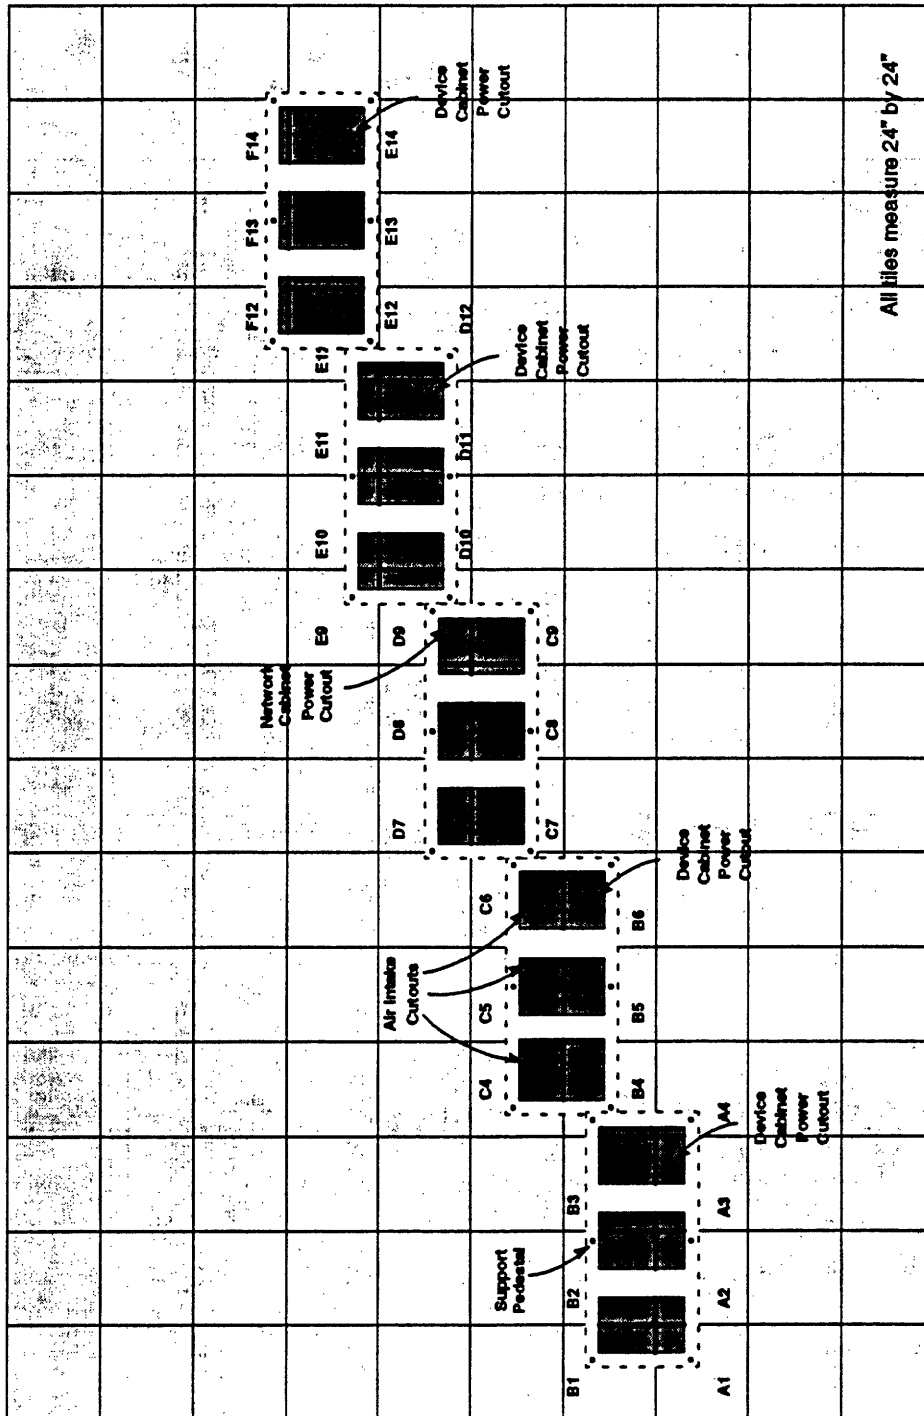 F12 F13 F14
Network
Cabinet
Power
Cutout
E9 E10 E11 E12
E12 E13 E14
Air Intake
Cutouts
D7 D8 D9
Device
Cabinet
Power
Cutout
D10 D11 D12
C4 C5 C6
Support
Pedestal
Device
Cabinet
Power
Cutout
C7 C8 C9
B1 B2 B3
B4 B5 B6
Device
Cabinet
Power
Cutout
A1 A2 A3 A4
Device
Cabinet
Power
Cutout
All tiles measure 24" by 24"